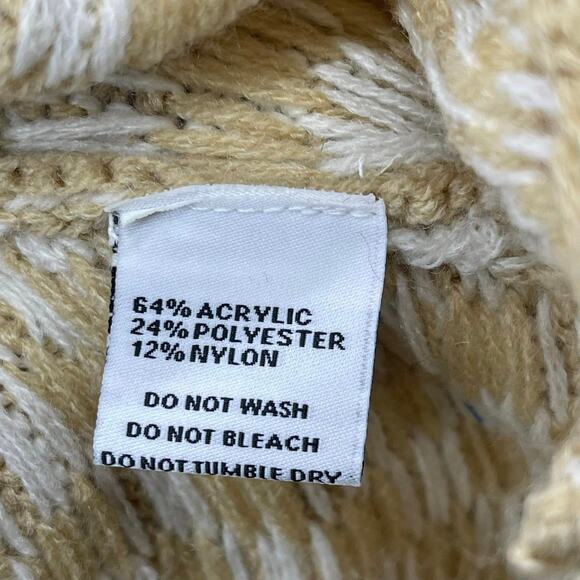 64% ACRYLIC
24% POLYESTER
12% NYLON
DO NOT WASH
DO NOT BLEACH
DO NOT TUMBLE DRY